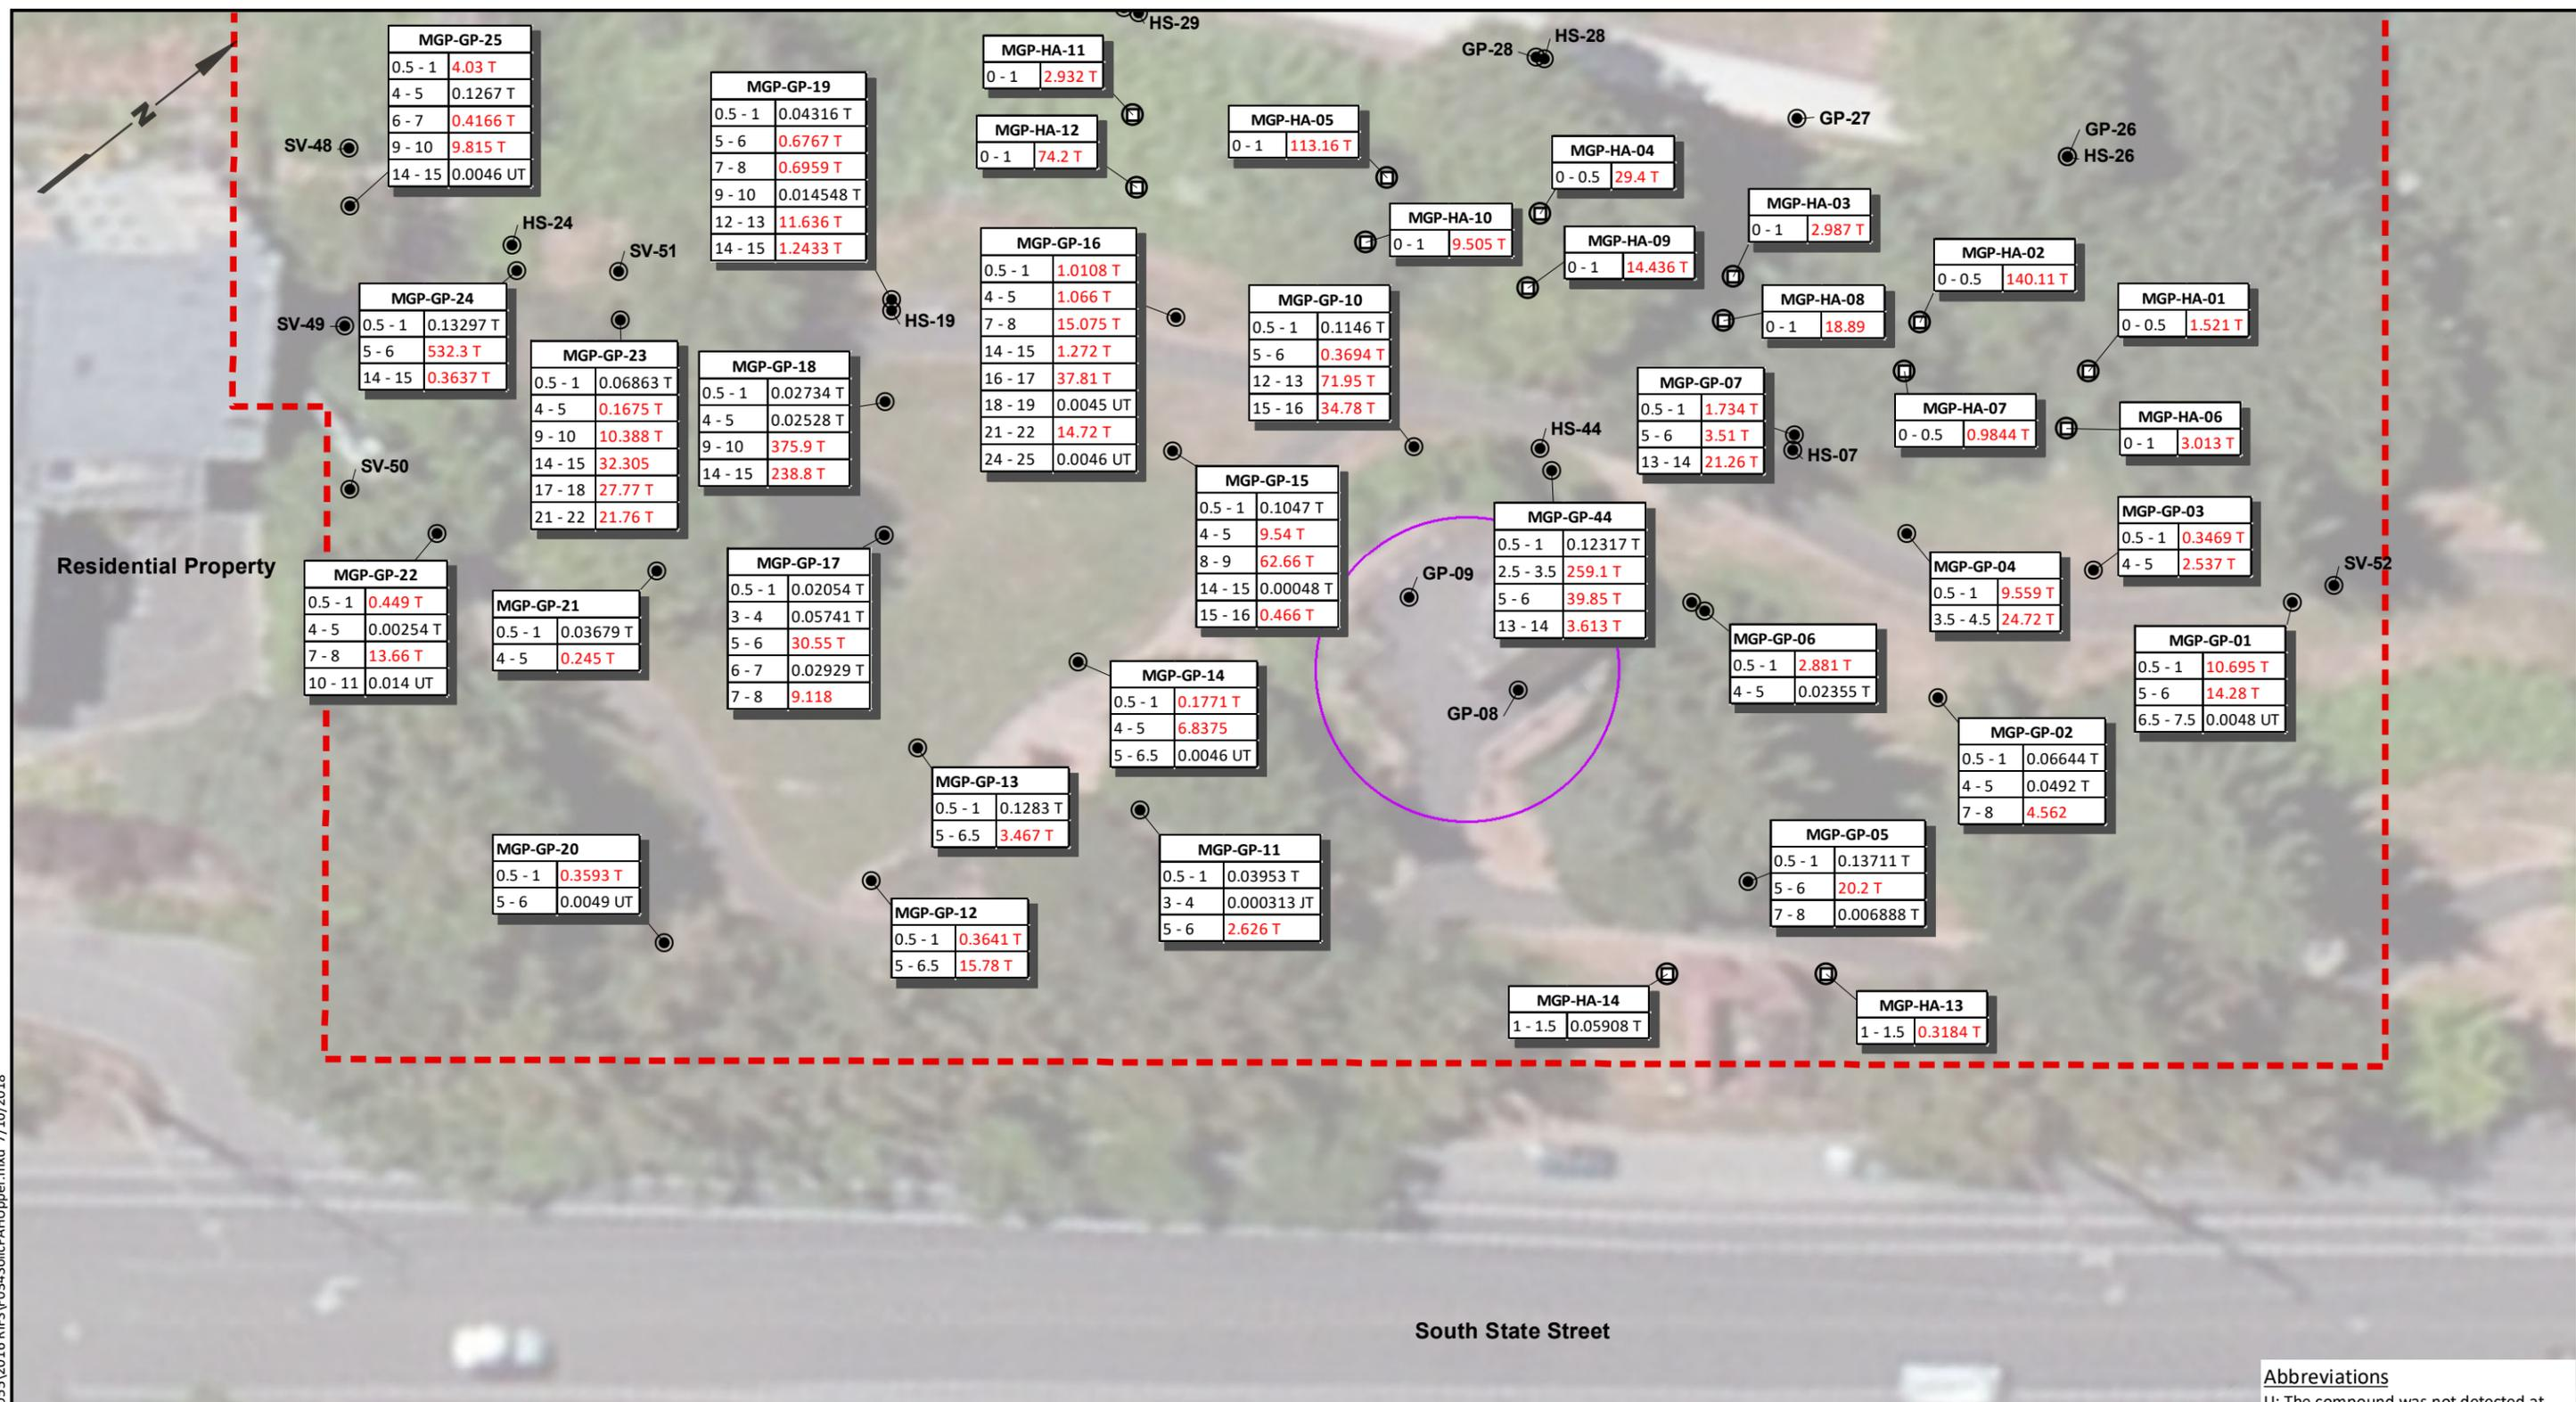 HS-29
MGP-GP-25
0.5 - 1 4.03 T
4 - 5 0.1267 T
6 - 7 0.4166 T
9 - 10 9.815 T
14 - 15 0.0046 UT
N
SV-48
MGP-GP-19
0.5 - 1 0.04316 T
5 - 6 0.6767 T
7 - 8 0.6959 T
9 - 10 0.014548 T
12 - 13 11.636 T
14 - 15 1.2433 T
HS-19
MGP-HA-11
0 - 1 2.932 T
MGP-HA-12
0 - 1 74.2 T
MGP-HA-05
0 - 1 113.16 T
GP-28
HS-28
GP-27
GP-26
HS-26
MGP-HA-04
0 - 0.5 29.4 T
MGP-HA-10
0 - 1 9.505 T
MGP-HA-09
0 - 1 14.436 T
MGP-HA-03
0 - 1 2.987 T
MGP-HA-02
0 - 0.5 140.11 T
MGP-HA-08
0 - 1 18.89
MGP-HA-01
0 - 0.5 1.521 T
HS-24
SV-51
SV-49
MGP-GP-24
0.5 - 1 0.13297 T
5 - 6 532.3 T
14 - 15 0.3637 T
MGP-GP-23
0.5 - 1 0.06863 T
4 - 5 0.1675 T
9 - 10 10.388 T
14 - 15 32.305
17 - 18 27.77 T
21 - 22 21.76 T
MGP-GP-18
0.5 - 1 0.02734 T
4 - 5 0.02528 T
9 - 10 375.9 T
14 - 15 238.8 T
MGP-GP-16
0.5 - 1 1.0108 T
4 - 5 1.066 T
7 - 8 15.075 T
14 - 15 1.272 T
16 - 17 37.81 T
18 - 19 0.0045 UT
21 - 22 14.72 T
24 - 25 0.0046 UT
MGP-GP-10
0.5 - 1 0.1146 T
5 - 6 0.3694 T
12 - 13 71.95 T
15 - 16 34.78 T
HS-44
MGP-GP-07
0.5 - 1 1.734 T
5 - 6 3.51 T
13 - 14 21.26 T
HS-07
MGP-HA-07
0 - 0.5 0.9844 T
MGP-HA-06
0 - 1 3.013 T
SV-50
Residential Property
MGP-GP-22
0.5 - 1 0.449 T
4 - 5 0.00254 T
7 - 8 13.66 T
10 - 11 0.014 UT
MGP-GP-21
0.5 - 1 0.03679 T
4 - 5 0.245 T
MGP-GP-17
0.5 - 1 0.02054 T
3 - 4 0.05741 T
5 - 6 30.55 T
6 - 7 0.02929 T
7 - 8 9.118
MGP-GP-15
0.5 - 1 0.1047 T
4 - 5 9.54 T
8 - 9 62.66 T
14 - 15 0.00048 T
15 - 16 0.466 T
GP-09
MGP-GP-44
0.5 - 1 0.12317 T
2.5 - 3.5 259.1 T
5 - 6 39.85 T
13 - 14 3.613 T
GP-08
MGP-GP-03
0.5 - 1 0.3469 T
4 - 5 2.537 T
MGP-GP-04
0.5 - 1 9.559 T
3.5 - 4.5 24.72 T
SV-52
MGP-GP-06
0.5 - 1 2.881 T
4 - 5 0.02355 T
MGP-GP-01
0.5 - 1 10.695 T
5 - 6 14.28 T
6.5 - 7.5 0.0048 UT
MGP-GP-14
0.5 - 1 0.1771 T
4 - 5 6.8375
5 - 6.5 0.0046 UT
MGP-GP-02
0.5 - 1 0.06644 T
4 - 5 0.0492 T
7 - 8 4.562
MGP-GP-13
0.5 - 1 0.1283 T
5 - 6.5 3.467 T
MGP-GP-20
0.5 - 1 0.3593 T
5 - 6 0.0049 UT
MGP-GP-12
0.5 - 1 0.3641 T
5 - 6.5 15.78 T
MGP-GP-11
0.5 - 1 0.03953 T
3 - 4 0.000313 JT
5 - 6 2.626 T
MGP-GP-05
0.5 - 1 0.13711 T
5 - 6 20.2 T
7 - 8 0.006888 T
MGP-HA-14
1 - 1.5 0.05908 T
MGP-HA-13
1 - 1.5 0.3184 T
South State Street
Abbreviations
U: The compound was not detected at